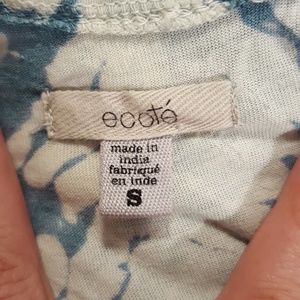 ecoté
made in
india
fabriqué
en inde
S